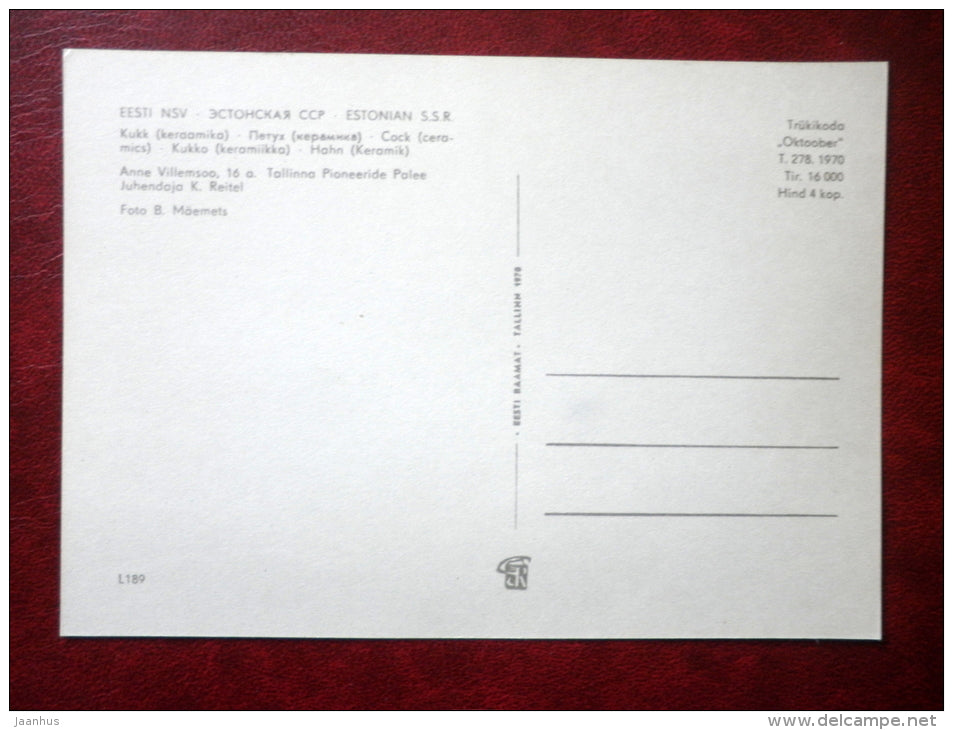 EESTI NSV · ЭСТОНСКАЯ ССР · ESTONIAN S.S.R.
Kukk (keraamika) · Петух (керамика) · Cock (cera-
mics) · Kukko (keramiikka) · Hahn (Keramik)
Anne Villemsoo, 16 a. Tallinna Pioneeride Palee
Juhendaja K. Reitel
Foto B. Mäemets
Trükikoda
„Oktoober"
T. 278. 1970
Tir. 16 000
Hind 4 kop.
· EESTI RAAMAT · TALLINN 1970
L189
ER
jaanhus
www.delcampe.net